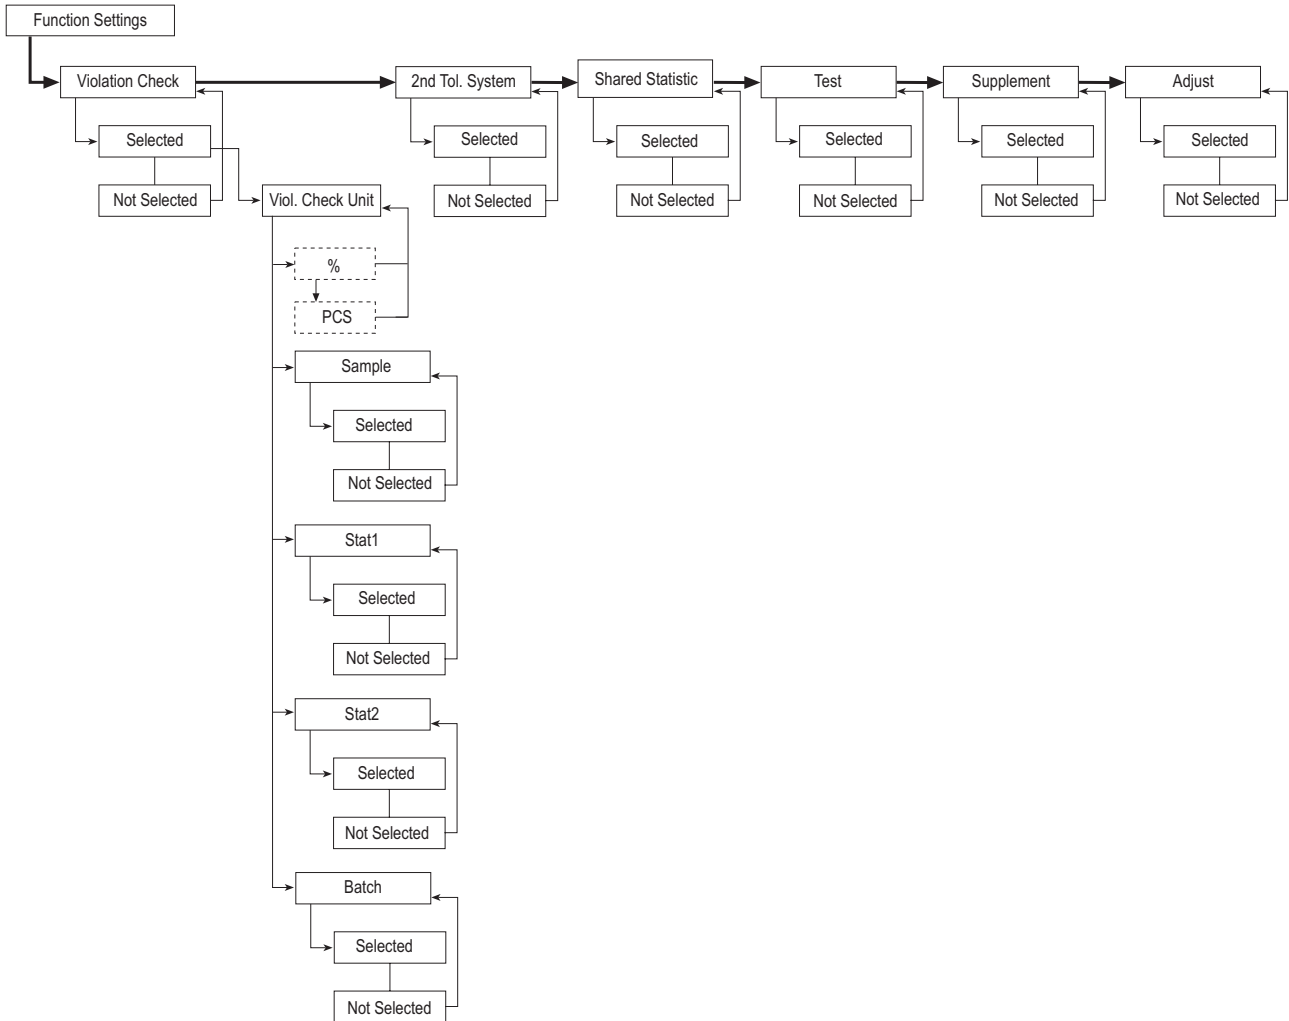 Function Settings
Violation Check
2nd Tol. System
Shared Statistic
Test
Supplement
Adjust
Selected
Selected
Selected
Selected
Selected
Selected
Not Selected
Viol. Check Unit
Not Selected
Not Selected
Not Selected
Not Selected
Not Selected
%
PCS
Sample
Selected
Not Selected
Stat1
Selected
Not Selected
Stat2
Selected
Not Selected
Batch
Selected
Not Selected